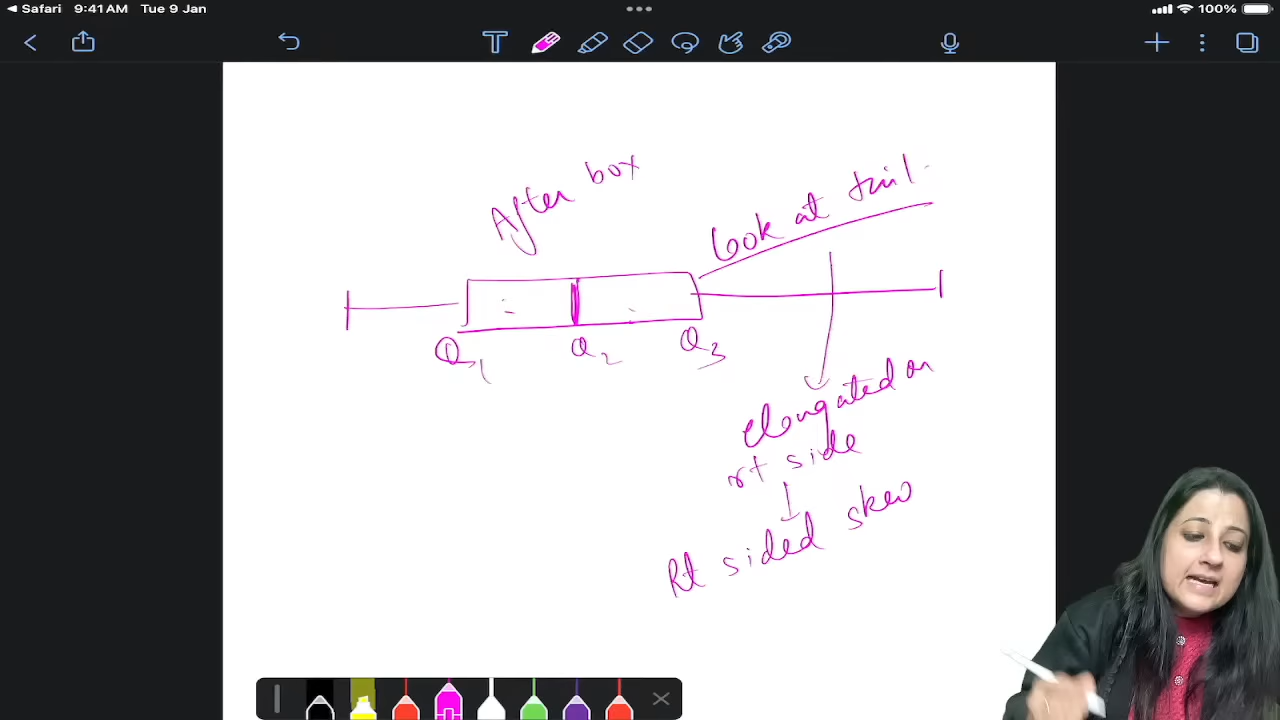 Safari 9:41 AM Tue 9 Jan
100%
After box
Look at tail.
Q1 Q2 Q3
elongated on
rt side
Rt sided skew